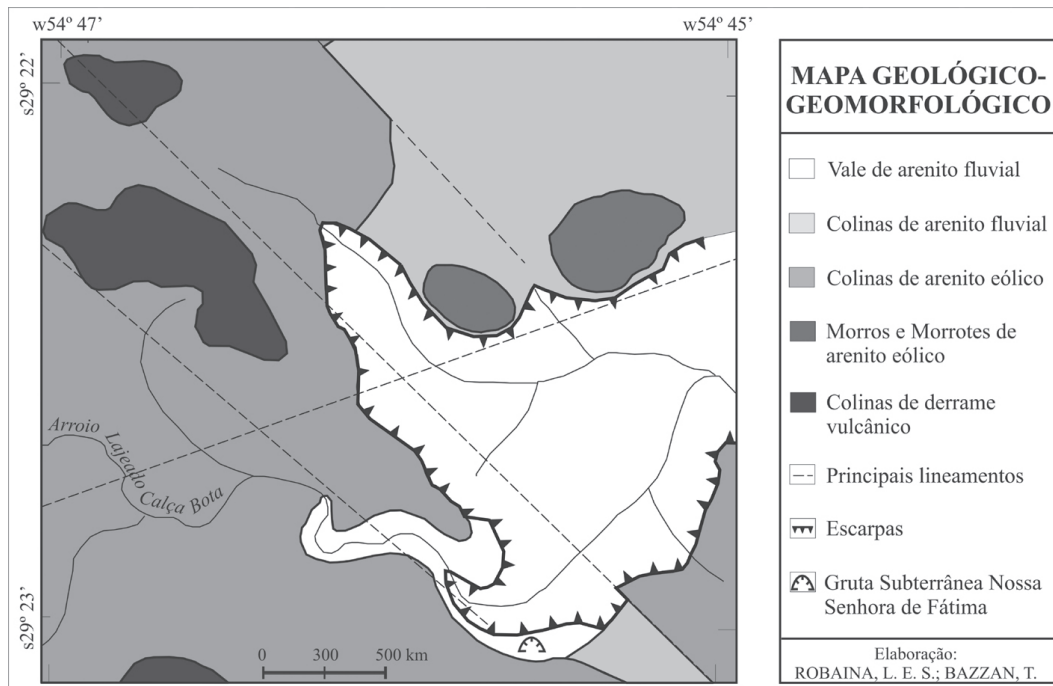 w54º 47'
w54º 45'
s29º 22'
s29º 23'
Arroio
Lajeado
Calça Bota
0 300 500 km
MAPA GEOLÓGICO-
GEOMORFOLÓGICO
Vale de arenito fluvial
Colinas de arenito fluvial
Colinas de arenito eólico
Morros e Morrotes de
arenito eólico
Colinas de derrame
vulcânico
Principais lineamentos
Escarpas
Gruta Subterrânea Nossa
Senhora de Fátima
Elaboração:
ROBAINA, L. E. S.; BAZZAN, T.